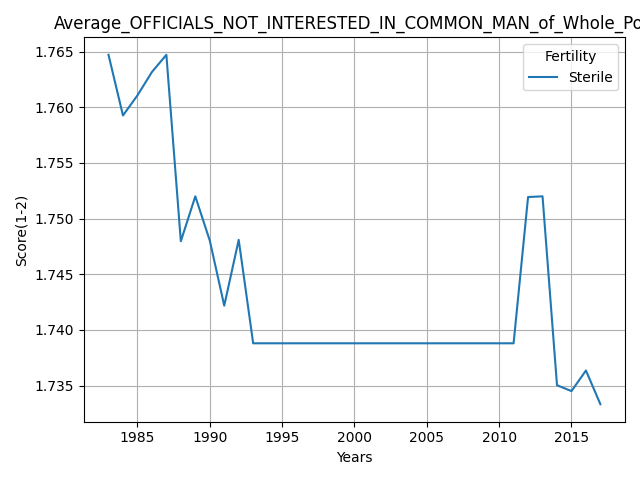 Average_OFFICIALS_NOT_INTERESTED_IN_COMMON_MAN_of_Whole_Po
Fertility
Sterile
1.765
1.760
1.755
1.750
1.745
1.740
1.735
Score(1-2)
1985 1990 1995 2000 2005 2010 2015
Years